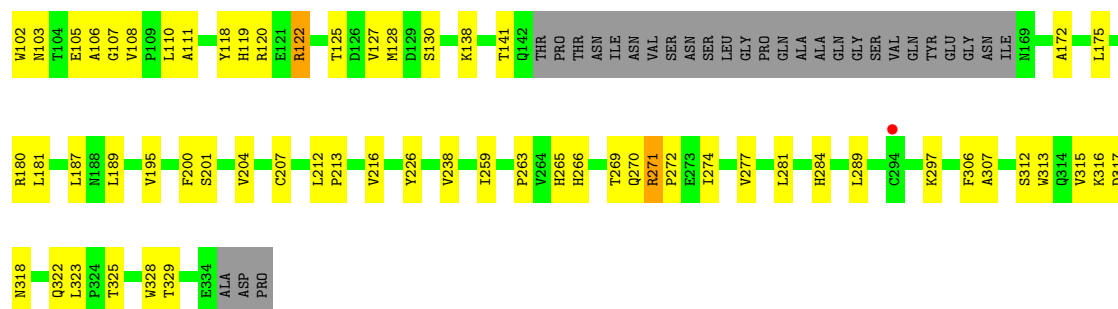 W102 N103 T104 E105 A106 G107 V108 P109 L110 A111 Y118 H119 R120 E121 R122 T125 D126 V127 M128 D129 S130 K138 T141 Q142 THR PRO THR ASN ILE ASN VAL SER ASN SER LEU GLY PRO GLN ALA ALA GLN GLY SER VAL GLN TYR GLU GLY ASN ILE N169 A172 L175
R180 L181 L187 N188 L189 V195 F200 S201 V204 C207 L212 P213 V216 Y226 V238 I259 P263 V264 H265 H266 T269 Q270 R271 P272 E273 I274 V277 L281 H284 L289 C294 K297 F306 A307 S312 W313 Q314 V315 K316 D317
N318 Q322 L323 P324 T325 W328 T329 E334 ALA ASP PRO